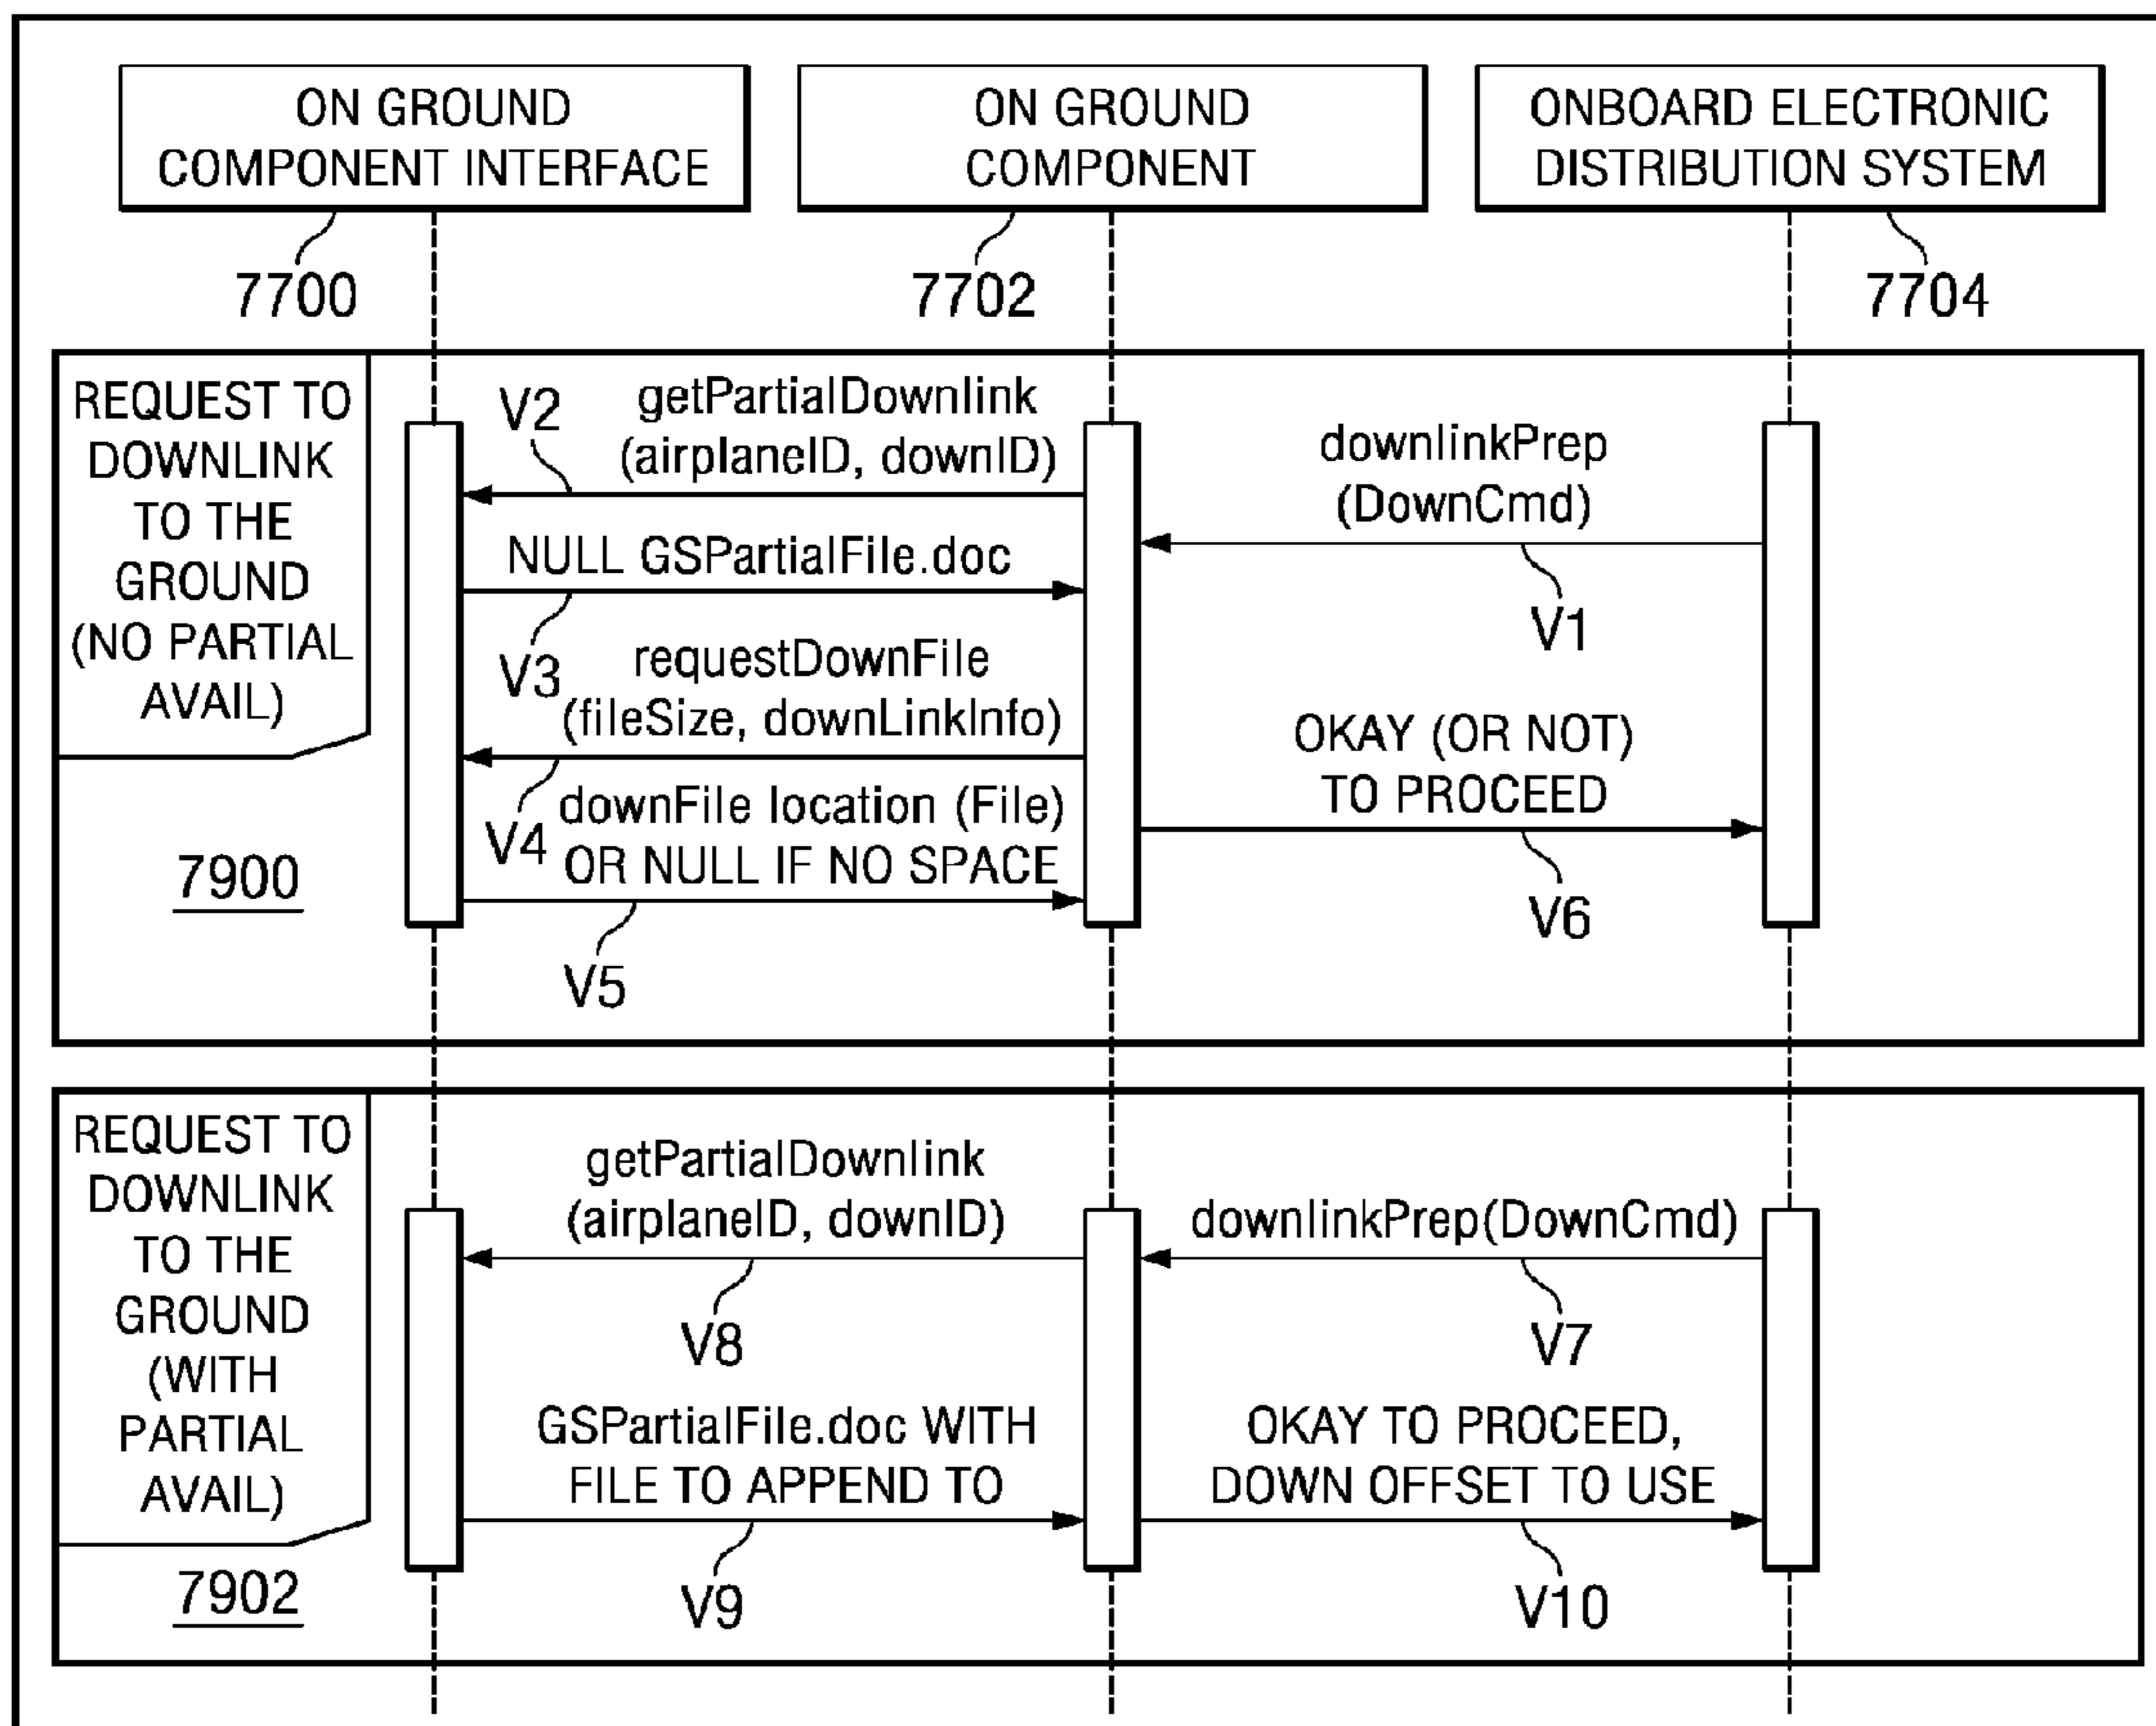 ON GROUND
COMPONENT INTERFACE
ON GROUND
COMPONENT
ONBOARD ELECTRONIC
DISTRIBUTION SYSTEM
7700
7702
7704
REQUEST TO
DOWNLINK
TO THE
GROUND
(NO PARTIAL
AVAIL)
7900
V2
getPartialDownlink
(airplaneID, downID)
downlinkPrep
(DownCmd)
V1
NULL GSPartialFile.doc
V3
requestDownFile
(fileSize, downLinkInfo)
V4
downFile location (File)
OR NULL IF NO SPACE
V5
OKAY (OR NOT)
TO PROCEED
V6
REQUEST TO
DOWNLINK
TO THE
GROUND
(WITH
PARTIAL
AVAIL)
7902
getPartialDownlink
(airplaneID, downID)
V8
downlinkPrep(DownCmd)
V7
GSPartialFile.doc WITH
FILE TO APPEND TO
V9
OKAY TO PROCEED,
DOWN OFFSET TO USE
V10